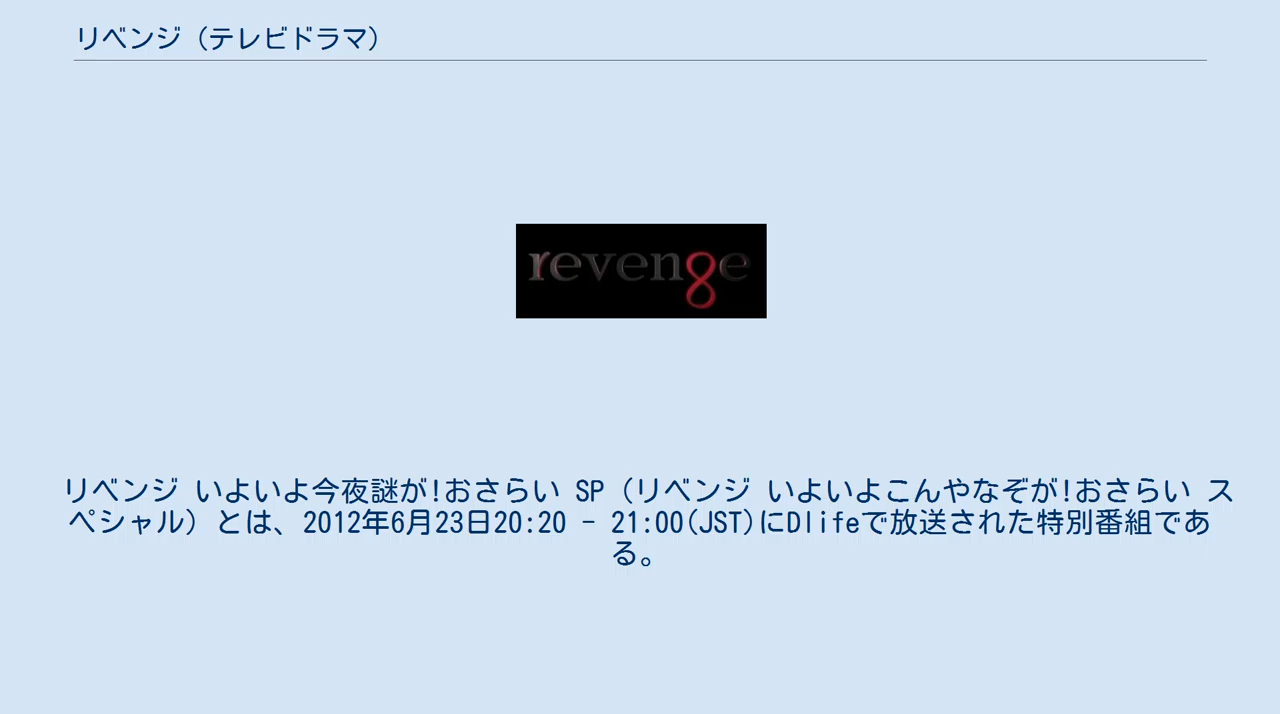 リベンジ (テレビドラマ)
revenge
リベンジ いよいよ今夜謎が!おさらい SP (リベンジ いよいよこんやなぞが!おさらい ス
ペシャル) とは、2012年6月23日20:20 - 21:00(JST)にDlifeで放送された特別番組であ
る。